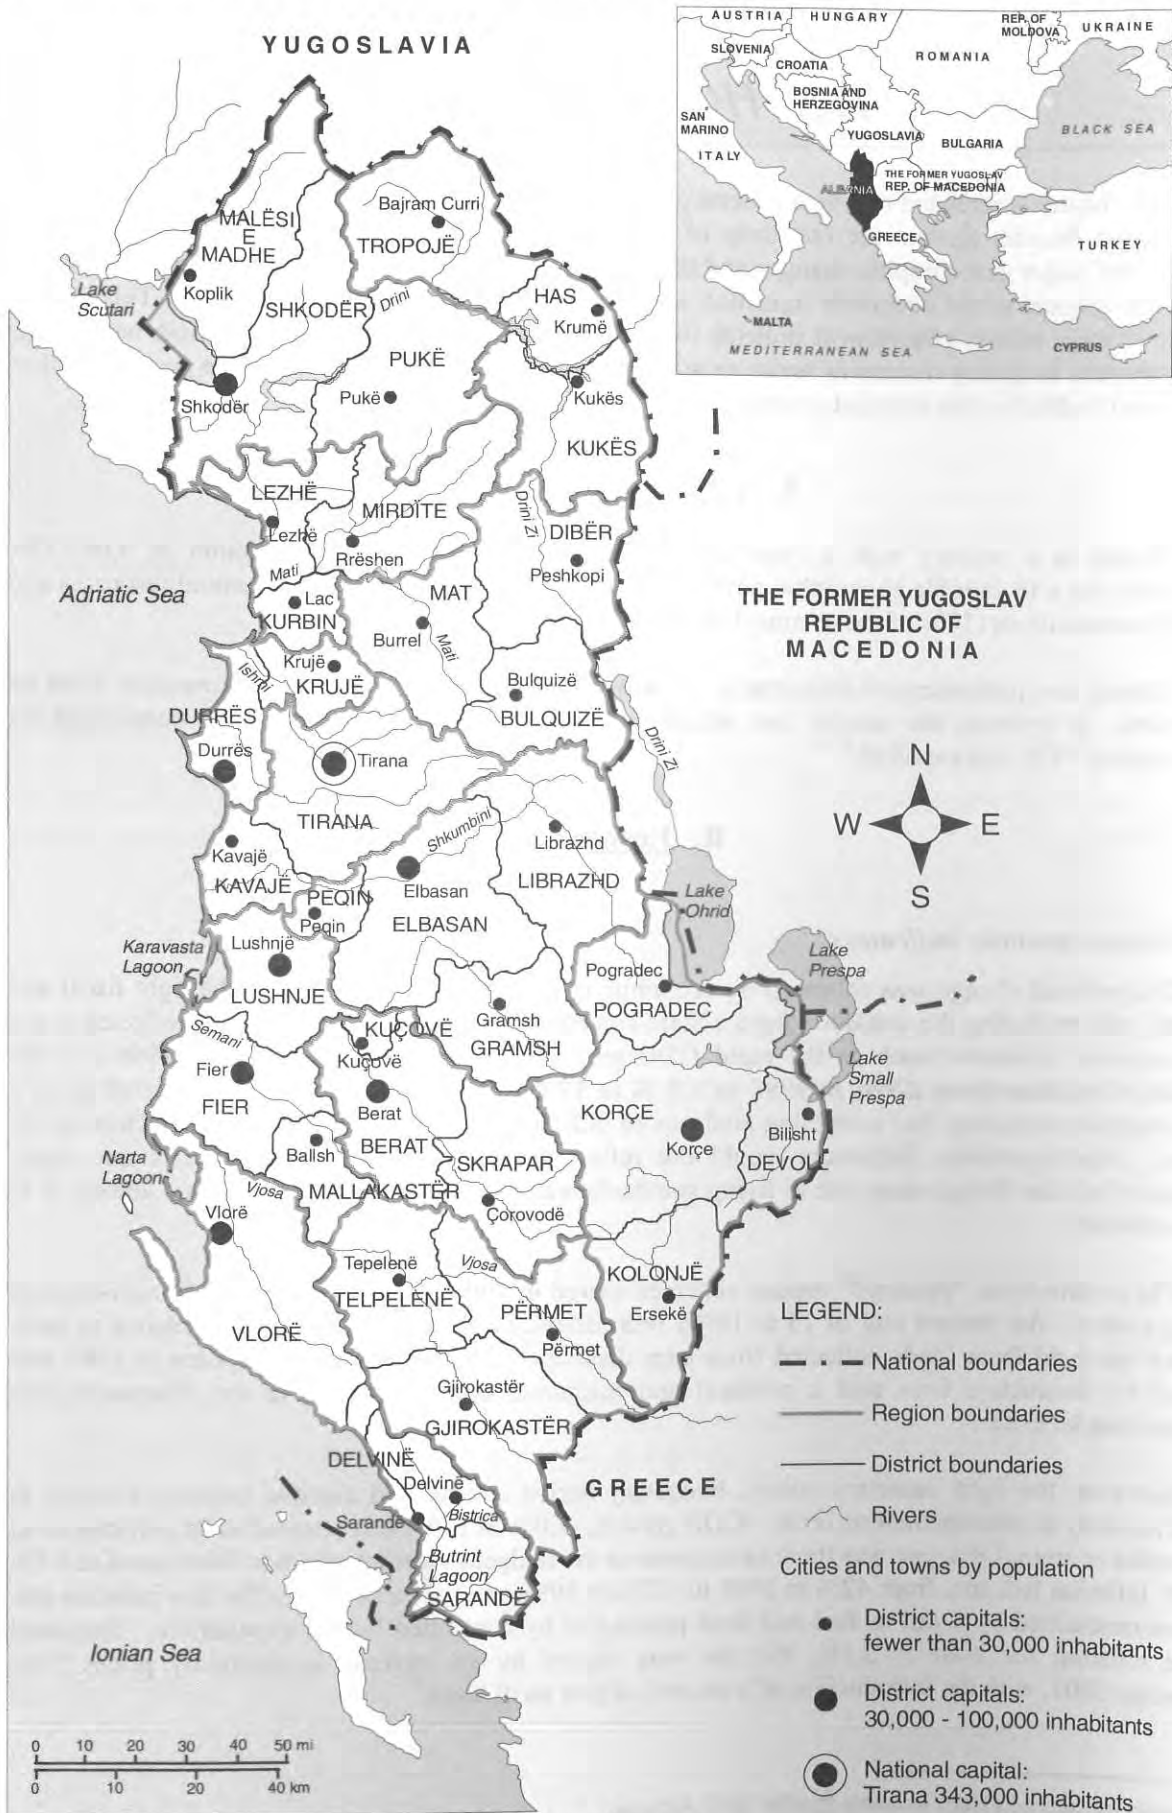 YUGOSLAVIA
AUSTRIA
HUNGARY
REP. OF
MOLDOVA
UKRAINE
SLOVENIA
CROATIA
ROMANIA
BOSNIA AND
HERZEGOVINA
SAN
MARINO
ITALY
YUGOSLAVIA
BULGARIA
BLACK SEA
ALBANIA
THE FORMER YUGOSLAV
REP. OF MACEDONIA
GREECE
TURKEY
MALTA
MEDITERRANEAN SEA
CYPRUS
Bajram Curri
TROPOJË
MALËSI
E
MADHE
Koplik
Lake
Scutari
SHKODËR
Drini
HAS
Krumë
PUKË
Pukë
Shkodër
Kukës
KUKËS
LEZHË
Lezhë
MIRDÏTE
Rrëshen
Drini Zi
DIBËR
Peshkopi
Mati
Adriatic Sea
Lac
KURBIN
MAT
Burrel
Mati
THE FORMER YUGOSLAV
REPUBLIC OF
MACEDONIA
Krujë
KRUJË
Ishmi
Bulquizë
BULQUIZË
DURRËS
Durrës
Tirana
TIRANA
Drini Zi
N
W
E
S
Shkumbini
Librazhd
LIBRAZHD
Kavajë
KAVAJË
Elbasan
ELBASAN
PEQIN
Peqin
Lake
Ohrid
Karavasta
Lagoon
Lushnjë
LUSHNJE
Pogradec
POGRADEC
Lake
Prespa
Gramsh
GRAMSH
KUÇOVË
Kuçovë
Semani
Fier
FIER
Berat
BERAT
Lake
Small
Prespa
KORÇE
Korçe
Bilisht
DEVOLL
Ballsh
MALLAKASTËR
SKRAPAR
Çorovodë
Narta
Lagoon
Vjosa
Vlorë
VLORË
Tepelenë
TELPELENË
Vjosa
PËRMET
Përmet
KOLONJË
Ersekë
LEGEND:
National boundaries
Region boundaries
District boundaries
Rivers
Cities and towns by population
District capitals:
fewer than 30,000 inhabitants
District capitals:
30,000 - 100,000 inhabitants
National capital:
Tirana 343,000 inhabitants
Gjirokastër
GJIROKASTËR
DELVINË
Delvinë
GREECE
Sarandë
Bistrica
Butrint
Lagoon
SARANDË
Ionian Sea
0 10 20 30 40 50 mi
0 10 20 40 km